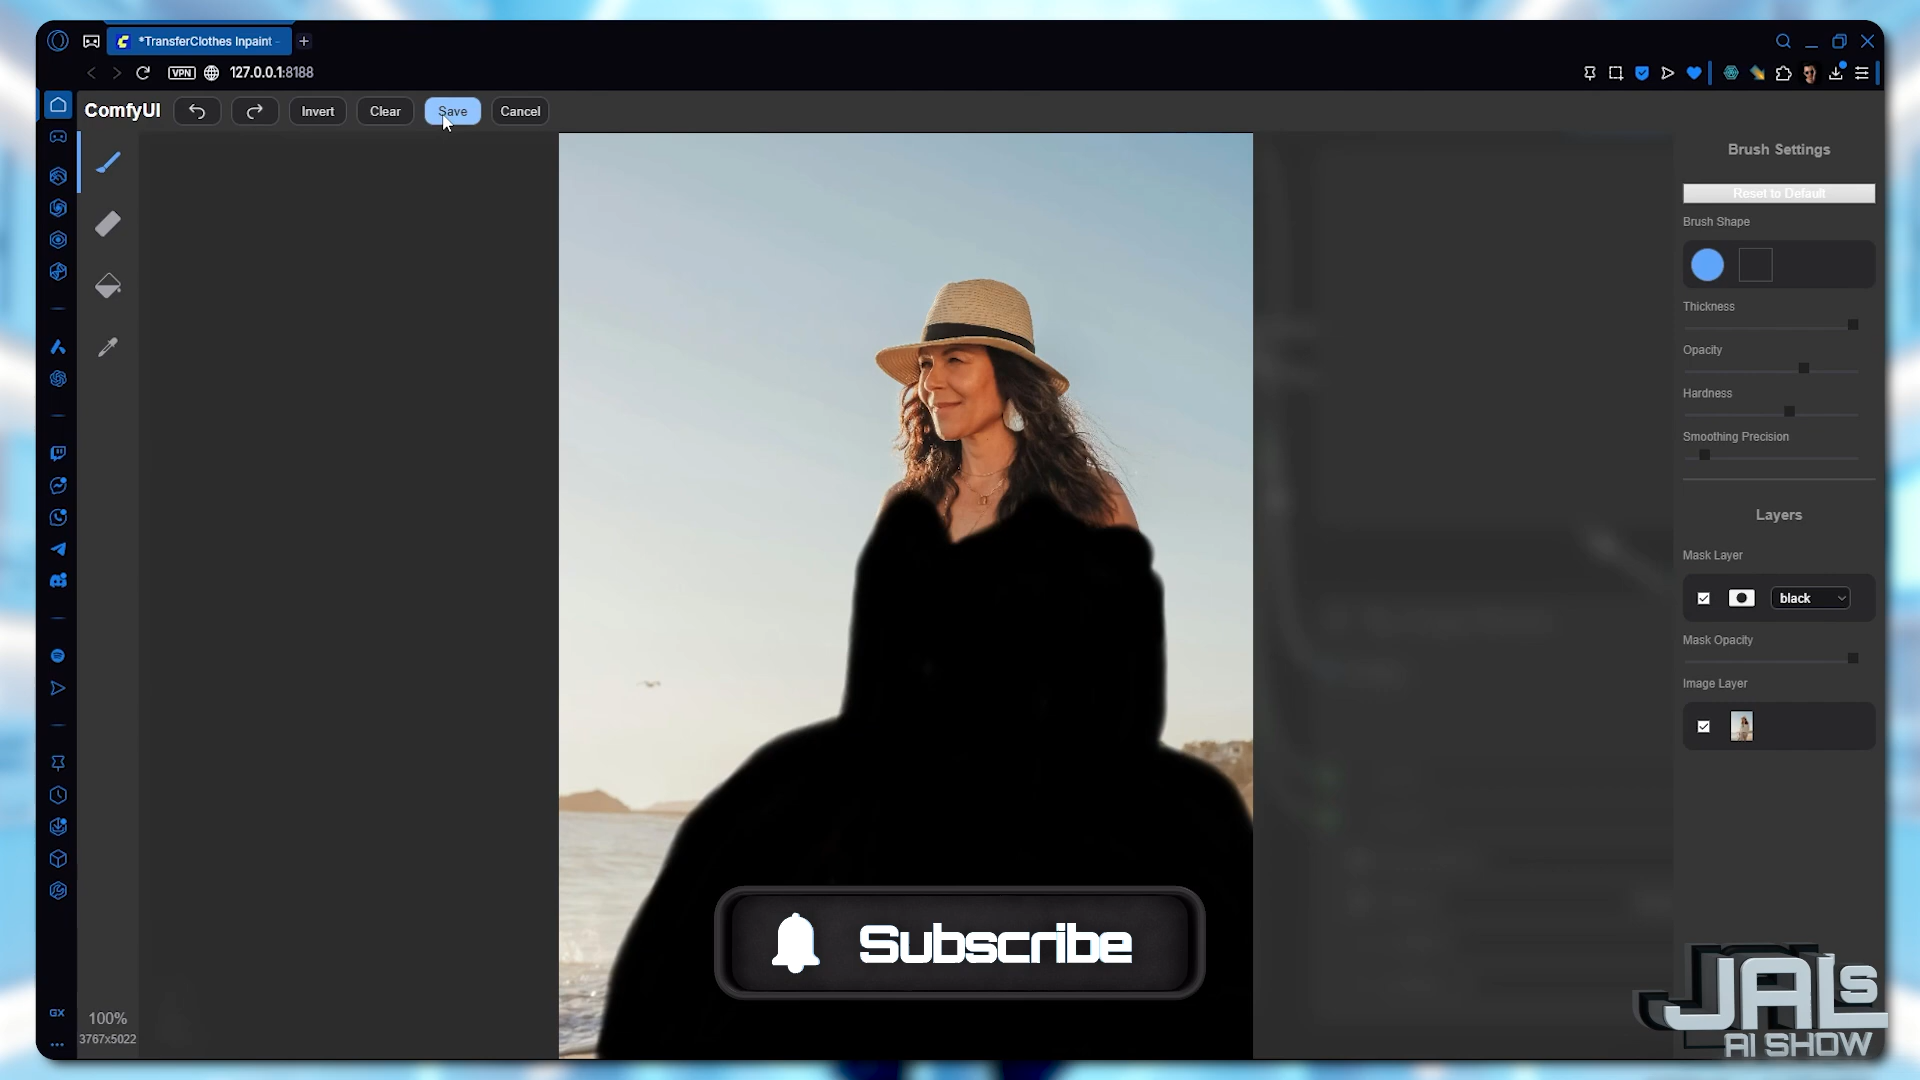 *TransferClothes Inpaint -
VPN
127.0.0.1:8188
ComfyUI
Invert
Clear
Save
Cancel
Brush Settings
Reset to Default
Brush Shape
Thickness
Opacity
Hardness
Smoothing Precision
Layers
Mask Layer
black
Mask Opacity
Image Layer
Subscribe
GX
100%
3767x5022
JALs
AI SHOW